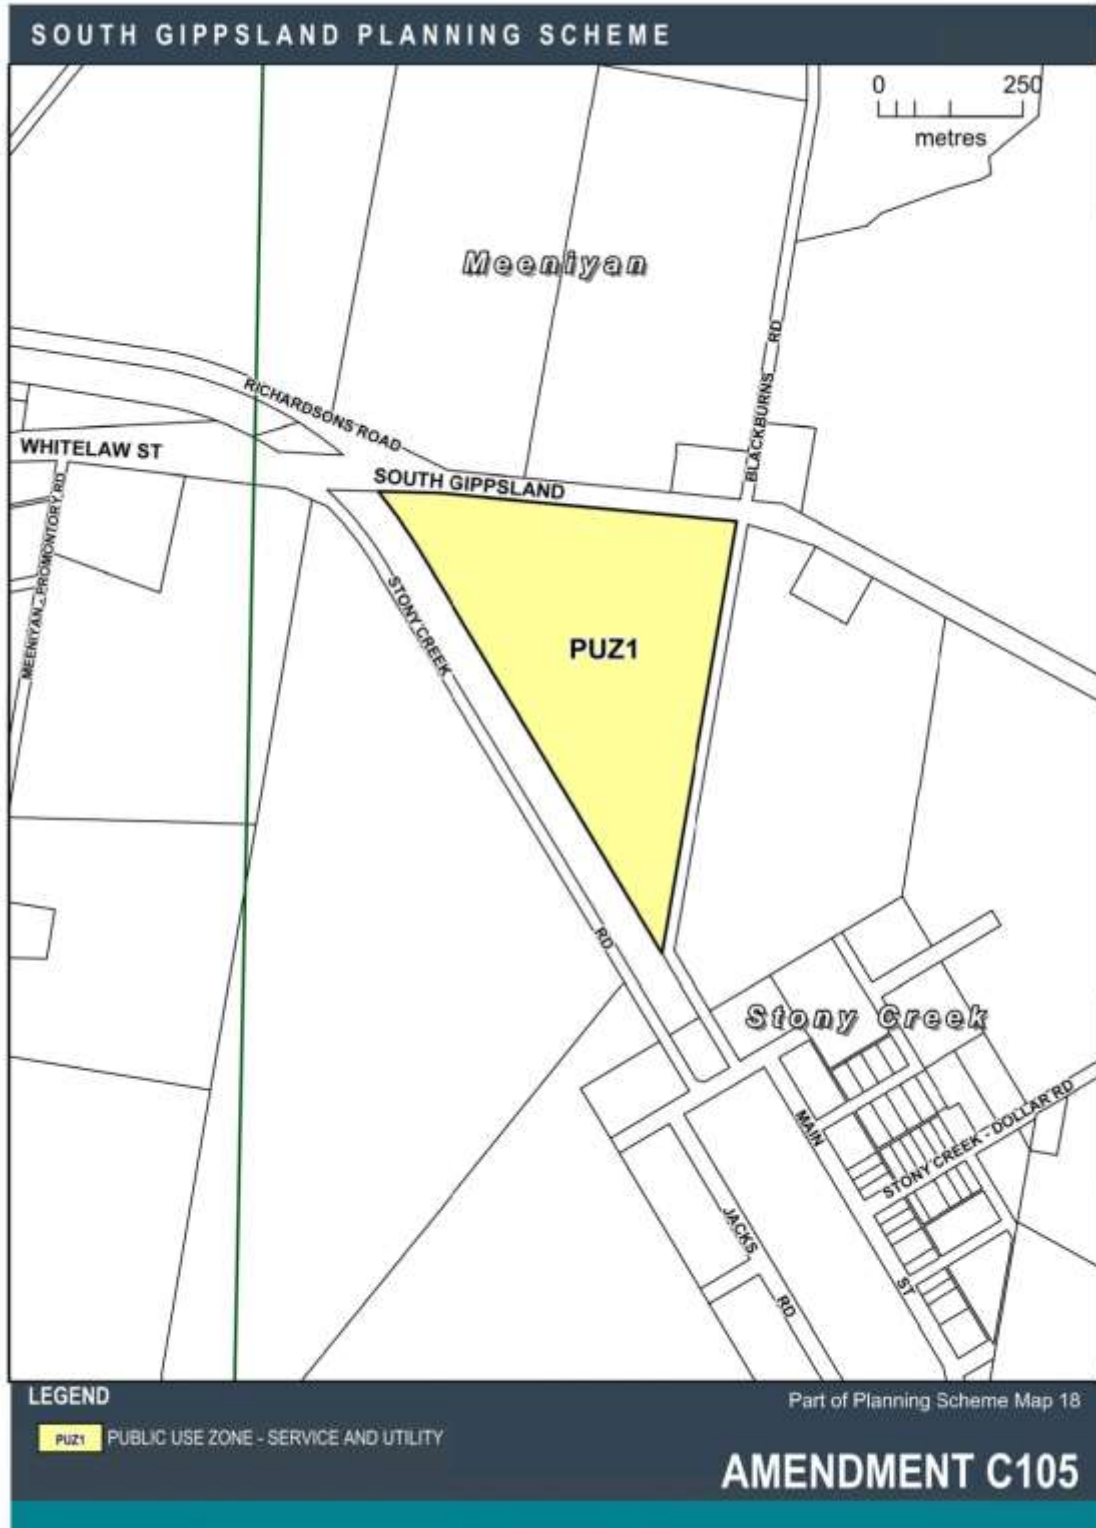 SOUTH GIPPSLAND PLANNING SCHEME
0 250
metres
Meeniyan
BLACKBURNS RD
RICHARDSONS ROAD
WHITELAW ST
SOUTH GIPPSLAND
MEENIYAN - PROMONTORY RD
STONY CREEK RD
PUZ1
Stony Creek
MAIN ST
STONY CREEK - DOLLAR RD
JACKS RD
LEGEND
Part of Planning Scheme Map 18
PUZ1 PUBLIC USE ZONE - SERVICE AND UTILITY
AMENDMENT C105